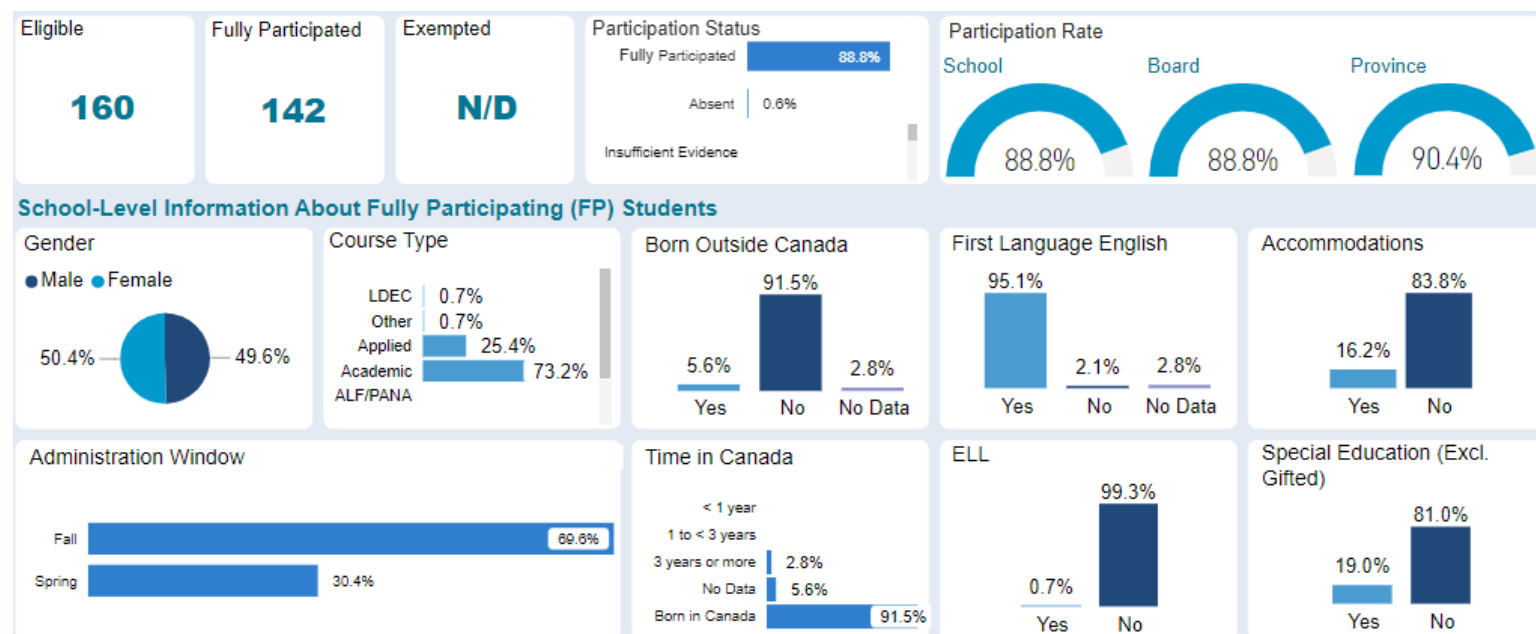 Eligible
160
Fully Participated
142
Exempted
N/D
Participation Status
Fully Participated 88.8%
Absent 0.6%
Insufficient Evidence
Participation Rate
School Board Province
88.8% 88.8% 90.4%
School-Level Information About Fully Participating (FP) Students
Gender
Male Female
50.4% 49.6%
Course Type
LDEC 0.7%
Other 0.7%
Applied 25.4%
Academic 73.2%
ALF/PANA
Born Outside Canada
5.6% 91.5% 2.8%
Yes No No Data
First Language English
95.1% 2.1% 2.8%
Yes No No Data
Accommodations
16.2% 83.8%
Yes No
Administration Window
Fall 69.6%
Spring 30.4%
Time in Canada
< 1 year
1 to < 3 years
3 years or more 2.8%
No Data 5.6%
Born in Canada 91.5%
ELL
0.7% 99.3%
Yes No
Special Education (Excl.
Gifted)
19.0% 81.0%
Yes No